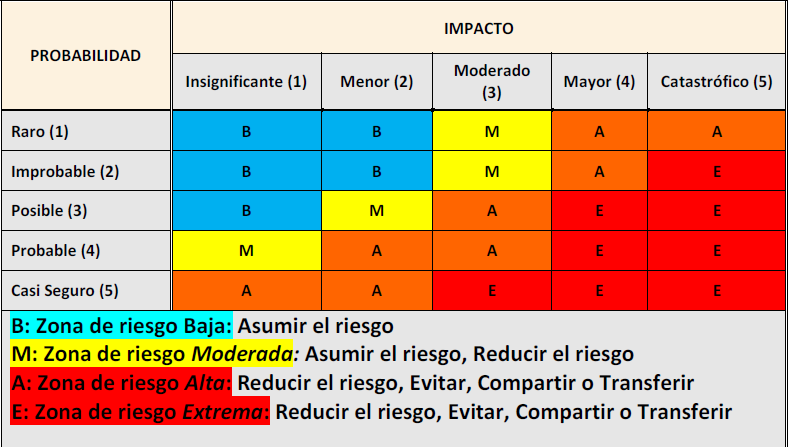 PROBABILIDAD
IMPACTO
Insignificante (1) Menor (2) Moderado (3) Mayor (4) Catastrófico (5)
Raro (1) B B M A A
Improbable (2) B B M A E
Posible (3) B M A E E
Probable (4) M A A E E
Casi Seguro (5) A A E E E
B: Zona de riesgo Baja: Asumir el riesgo
M: Zona de riesgo Moderada: Asumir el riesgo, Reducir el riesgo
A: Zona de riesgo Alta: Reducir el riesgo, Evitar, Compartir o Transferir
E: Zona de riesgo Extrema: Reducir el riesgo, Evitar, Compartir o Transferir